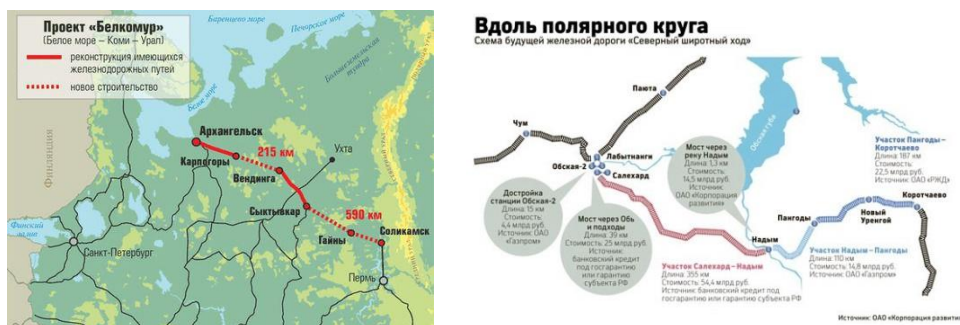 Проект «Белкомур»
(Белое море – Коми – Урал)
реконструкция имеющихся
железнодорожных путей
новое строительство
Баренцево море
Печорское море
Большеземельская
тундра
Белое море
Архангельск
Карпогоры
215 км
Вендинга
Ухта
Сыктывкар
590 км
Гайны
Соликамск
Пермь
ФИНЛЯНДИЯ
Финский
залив
Санкт-Петербург
Вдоль полярного круга
Схема будущей железной дороги «Северный широтный ход»
Чум
Паюта
Обская-2
Лабытнанги
Салехард
Обская губа
Достройка
станции Обская-2
Длина: 15 км
Стоимость:
4,4 млрд руб.
Источник: ОАО
«Газпром»
Мост через Обь
и подходы
Длина: 39 км
Стоимость: 25 млрд руб.
Источник:
банковский кредит
под госгарантию
или гарантию
субъекта РФ
Мост через
реку Надым
Длина: 1,3 км
Стоимость:
14,5 млрд руб.
Источник:
ОАО «Корпорация
развития»
Участок Салехард – Надым
Длина: 355 км
Стоимость: 54,4 млрд руб.
Источник: банковский кредит под
госгарантию или гарантию субъекта РФ
Надым
Пангоды
Новый
Уренгой
Коротчаево
Участок Надым – Пангоды
Длина: 110 км
Стоимость: 14,8 млрд руб.
Источник: ОАО «Газпром»
Участок Пангоды –
Коротчаево
Длина: 187 км
Стоимость:
22,5 млрд руб.
Источник: ОАО «РЖД»
Источник: ОАО «Корпорация развити